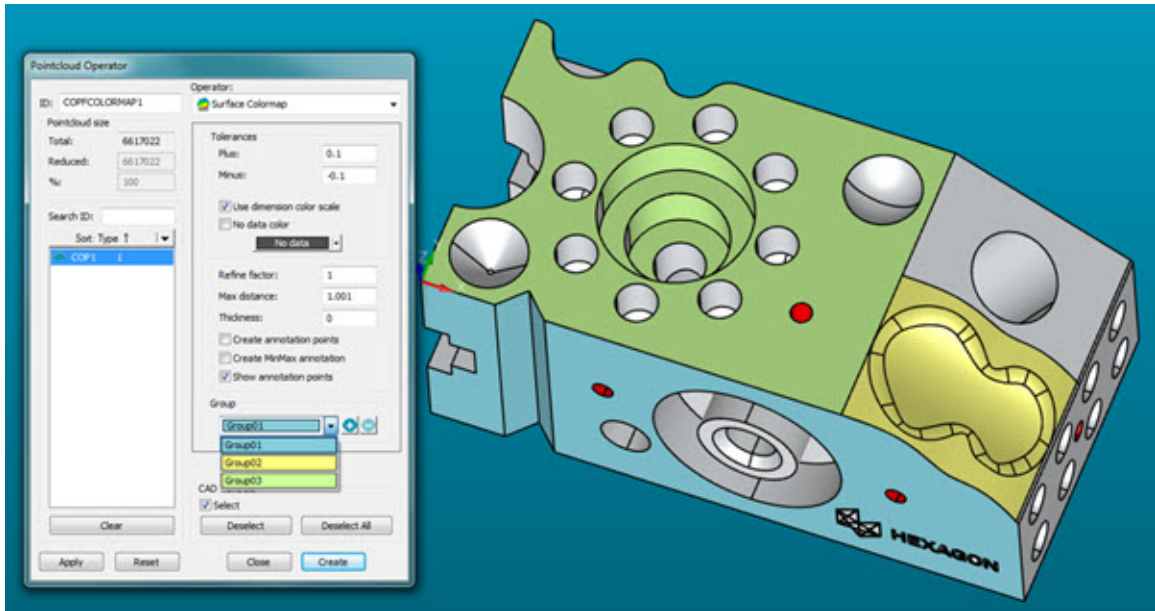 Pointcloud Operator
ID: COPFCOLORMAP1
Pointcloud size
Total: 6617022
Reduced: 6617022
%: 100
Search ID:
Sort: Type ↑
COP1 1
Clear
Apply Reset
Operator:
Surface Colormap
Tolerances
Plus: 0.1
Minus: -0.1
Use dimension color scale
No data color
No data
Refine factor: 1
Max distance: 1.001
Thickness: 0
Create annotation points
Create MinMax annotation
Show annotation points
Group
Group01
Group01
Group02
Group03
CAD
Select
Deselect Deselect All
Close Create
Z
X
HEXAGON